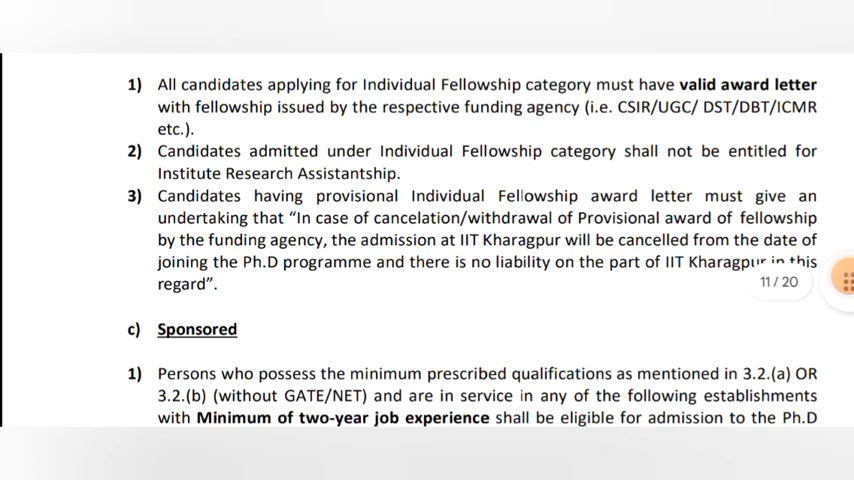 1) All candidates applying for Individual Fellowship category must have valid award letter
with fellowship issued by the respective funding agency (i.e. CSIR/UGC/ DST/DBT/ICMR
etc.).
2) Candidates admitted under Individual Fellowship category shall not be entitled for
Institute Research Assistantship.
3) Candidates having provisional Individual Fellowship award letter must give an
undertaking that “In case of cancelation/withdrawal of Provisional award of fellowship
by the funding agency, the admission at IIT Kharagpur will be cancelled from the date of
joining the Ph.D programme and there is no liability on the part of IIT Kharagpur in this
regard”.
11 / 20
c) Sponsored
1) Persons who possess the minimum prescribed qualifications as mentioned in 3.2.(a) OR
3.2.(b) (without GATE/NET) and are in service in any of the following establishments
with Minimum of two-year job experience shall be eligible for admission to the Ph.D